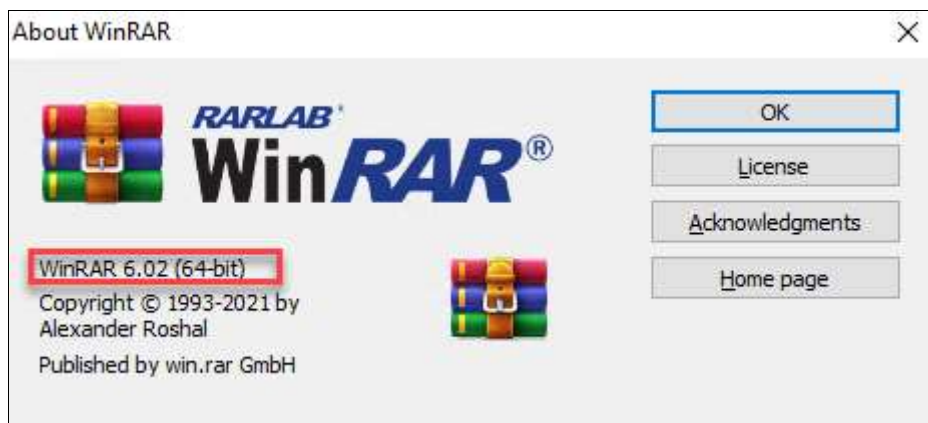 About WinRAR
RARLAB®
WinRAR®
OK
License
Acknowledgments
Home page
WinRAR 6.02 (64-bit)
Copyright © 1993-2021 by
Alexander Roshal
Published by win.rar GmbH